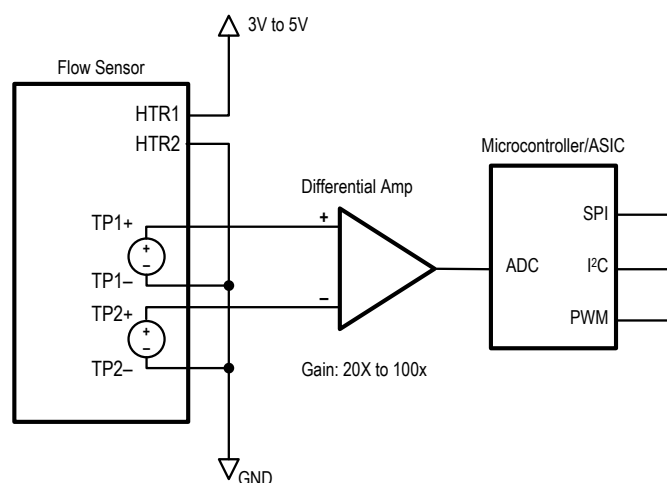 3V to 5V
Flow Sensor
HTR1
HTR2
Microcontroller/ASIC
Differential Amp
SPI
TP1+
+
+
–
ADC
I²C
TP1–
TP2+
–
PWM
+
–
TP2–
Gain: 20X to 100x
GND